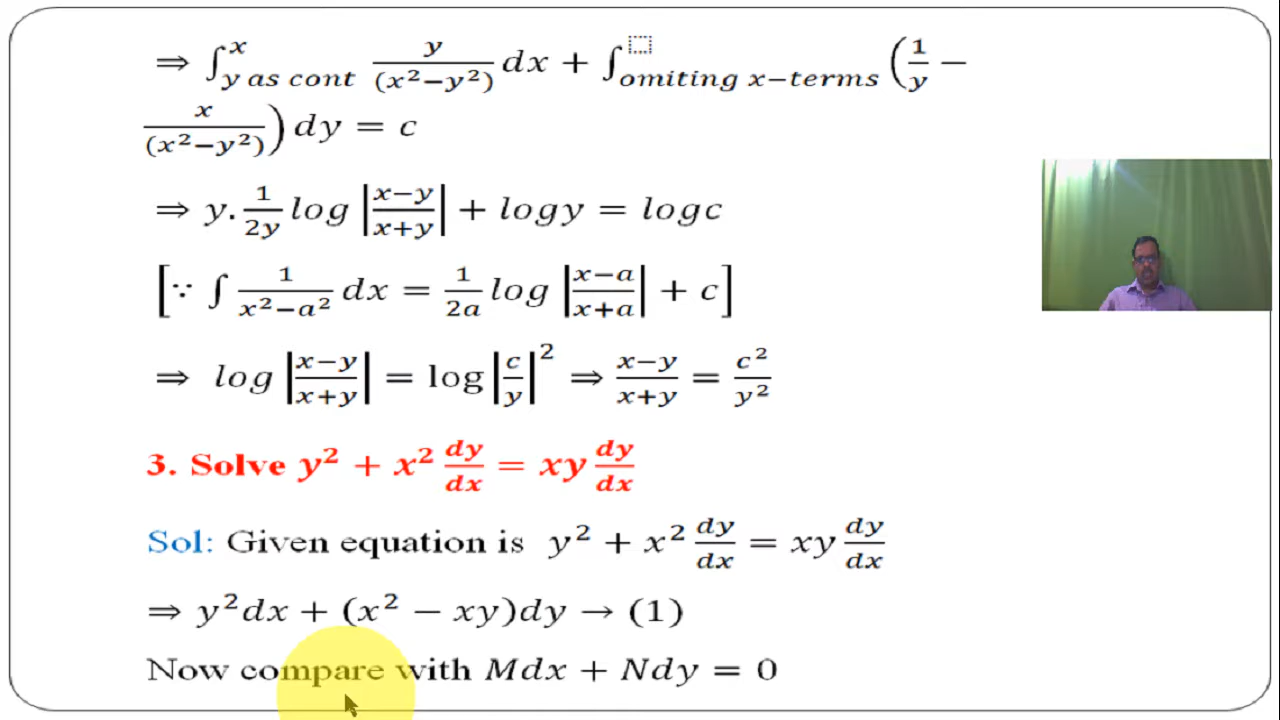 ⇒ ∫_{y as cont}^{x} y/(x²−y²) dx + ∫_{omiting x−terms} (1/y −
x/(x²−y²)) dy = c
⇒ y. 1/2y log |x−y/x+y| + logy = logc
[∵ ∫ 1/x²−a² dx = 1/2a log |x−a/x+a| + c]
⇒ log |x−y/x+y| = log |c/y|² ⇒ x−y/x+y = c²/y²
3. Solve y² + x² dy/dx = xy dy/dx
Sol: Given equation is y² + x² dy/dx = xy dy/dx
⇒ y²dx + (x² − xy)dy → (1)
Now compare with Mdx + Ndy = 0